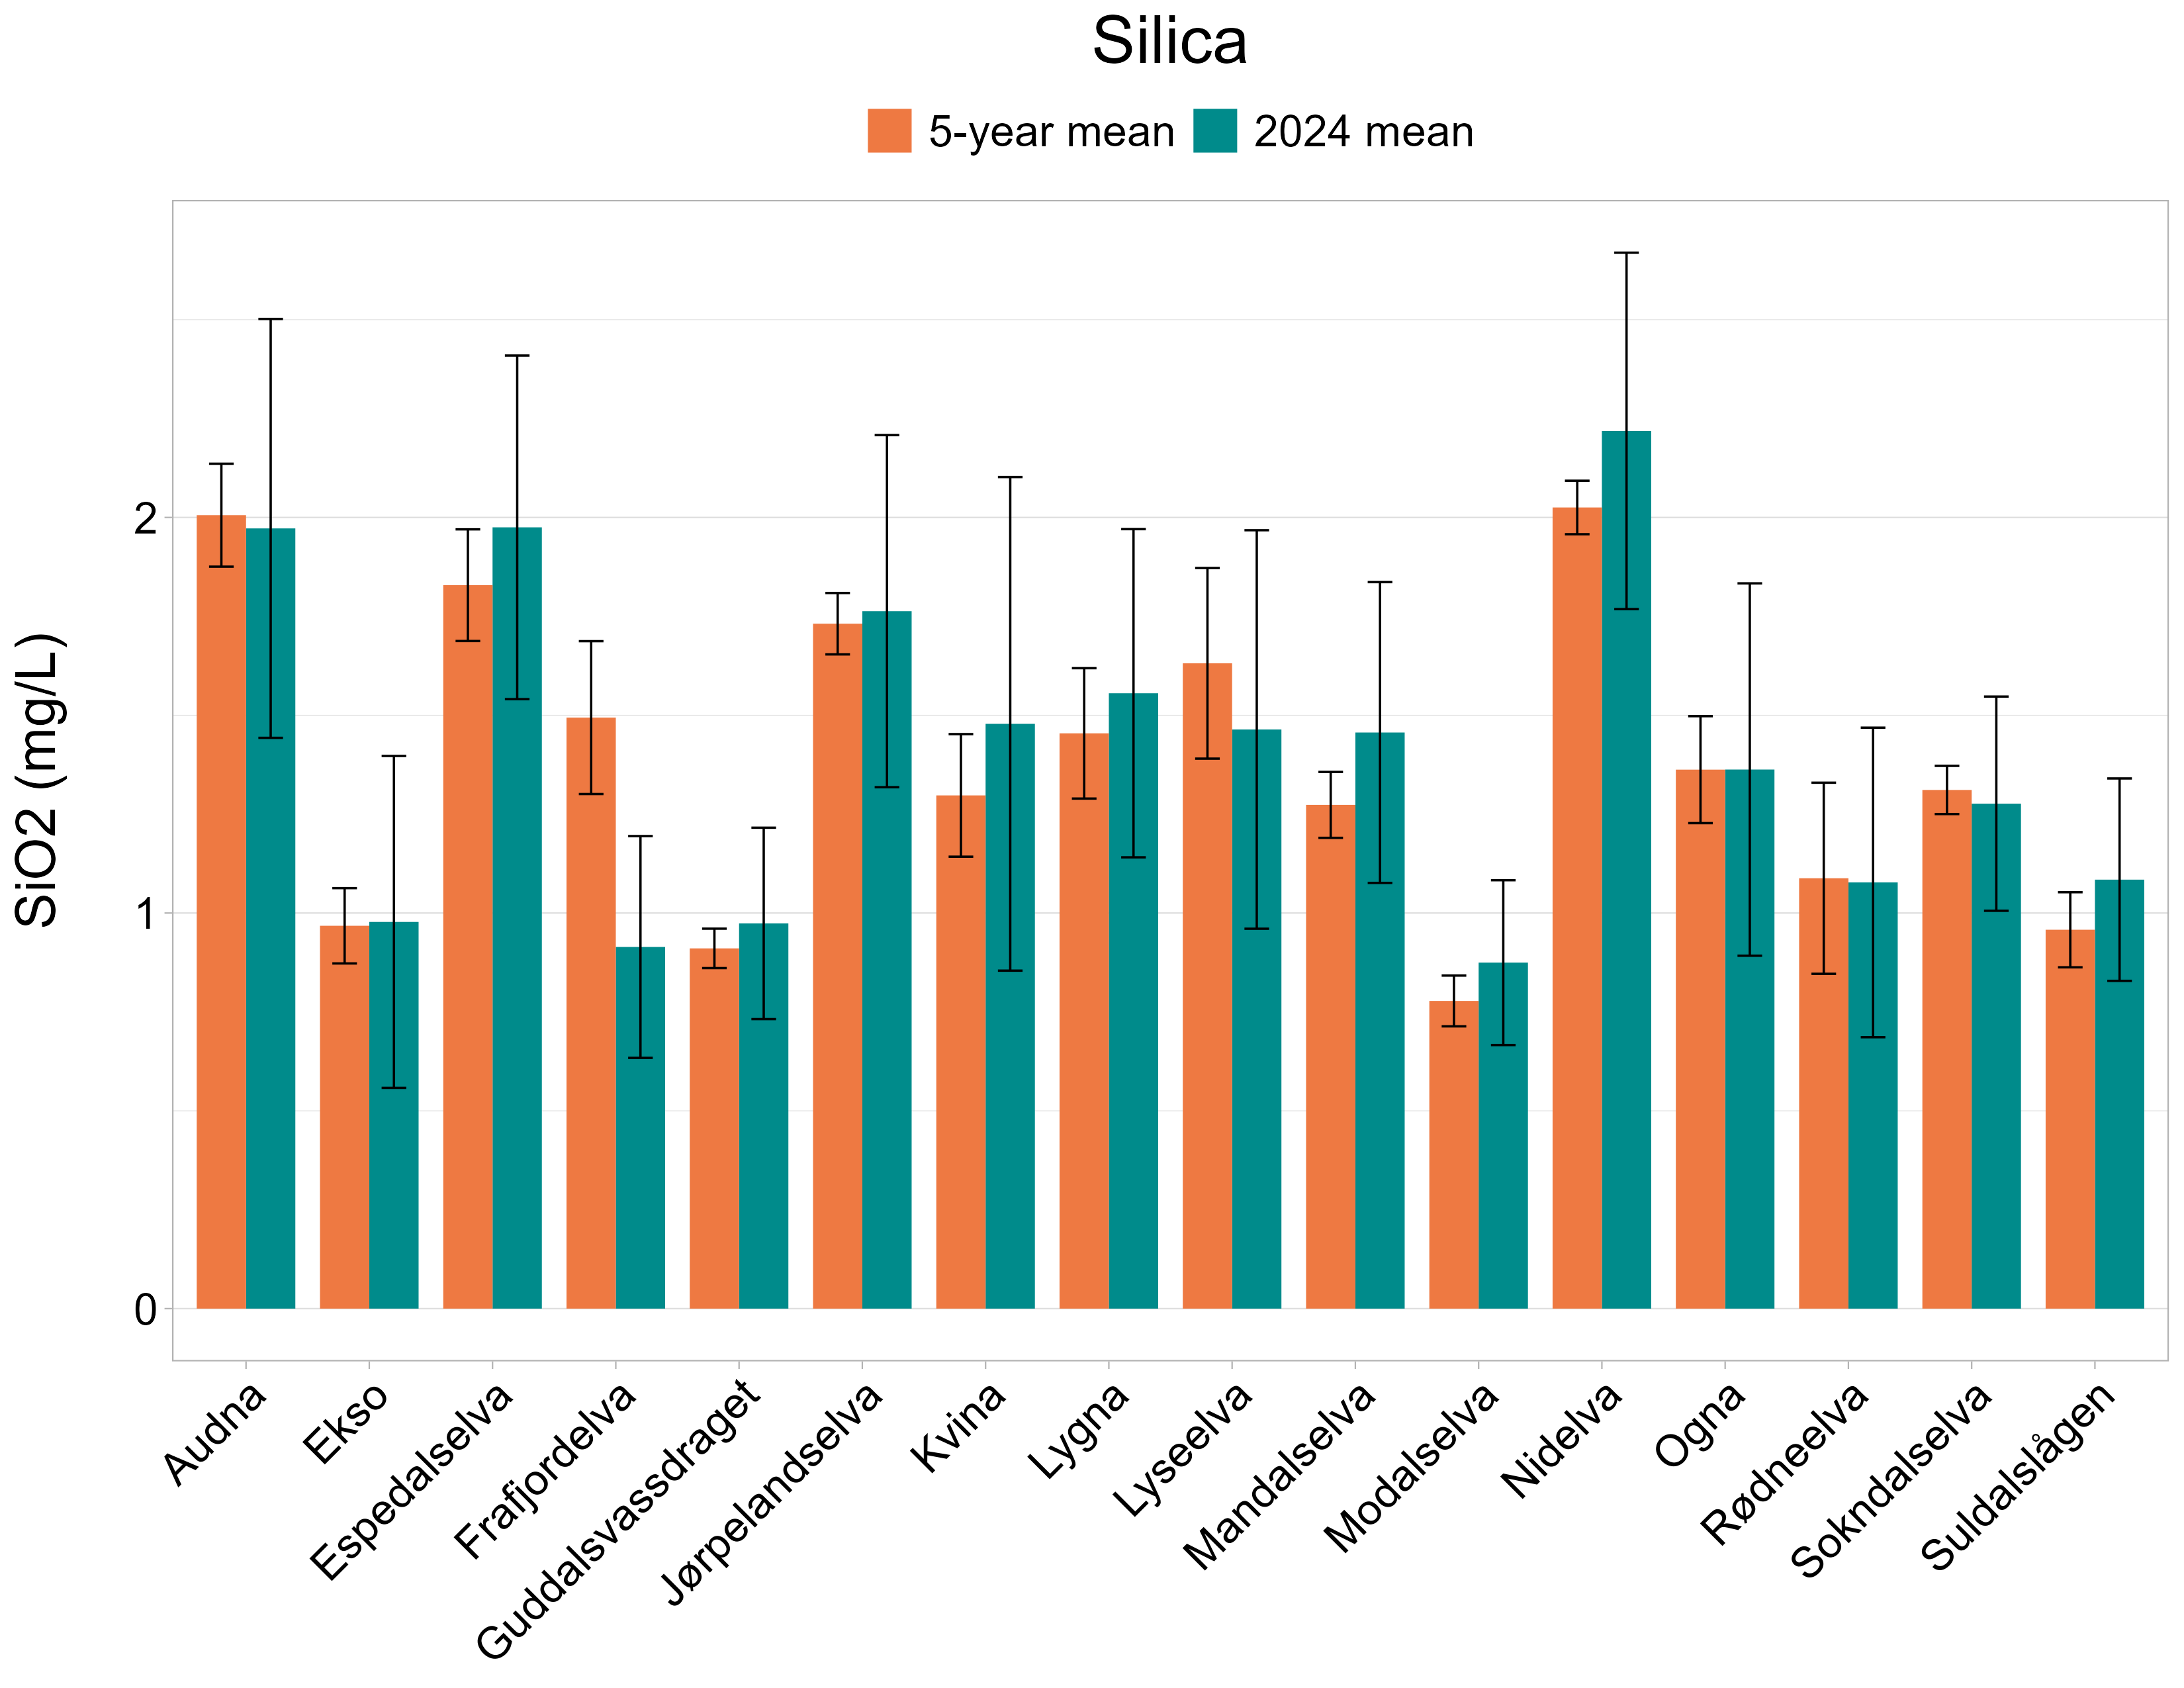 Silica
5-year mean 2024 mean
SiO2 (mg/L)
2
1
0
Audna
Ekso
Espedalselva
Frafjordelva
Guddalsvassdraget
Jørpelandselva
Kvina
Lygna
Lyseelva
Mandalselva
Modalselva
Nidelva
Ogna
Rødneelva
Sokndalselva
Suldalslågen